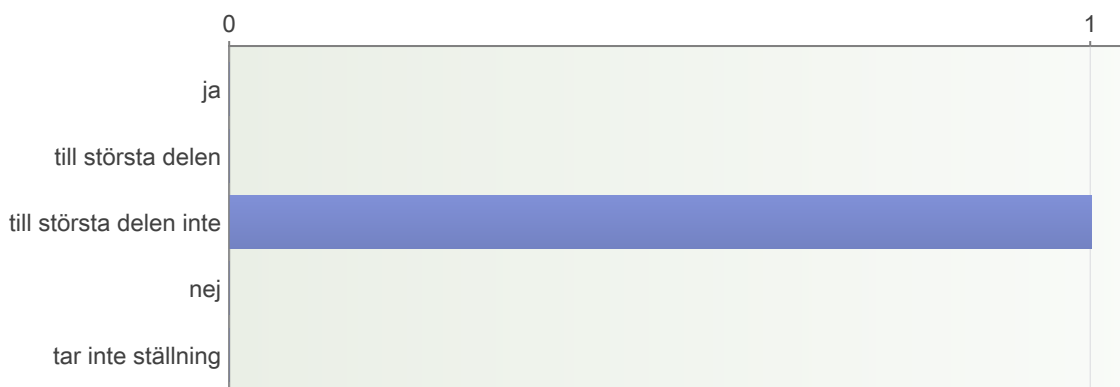 0 1
ja
till största delen
till största delen inte
nej
tar inte ställning